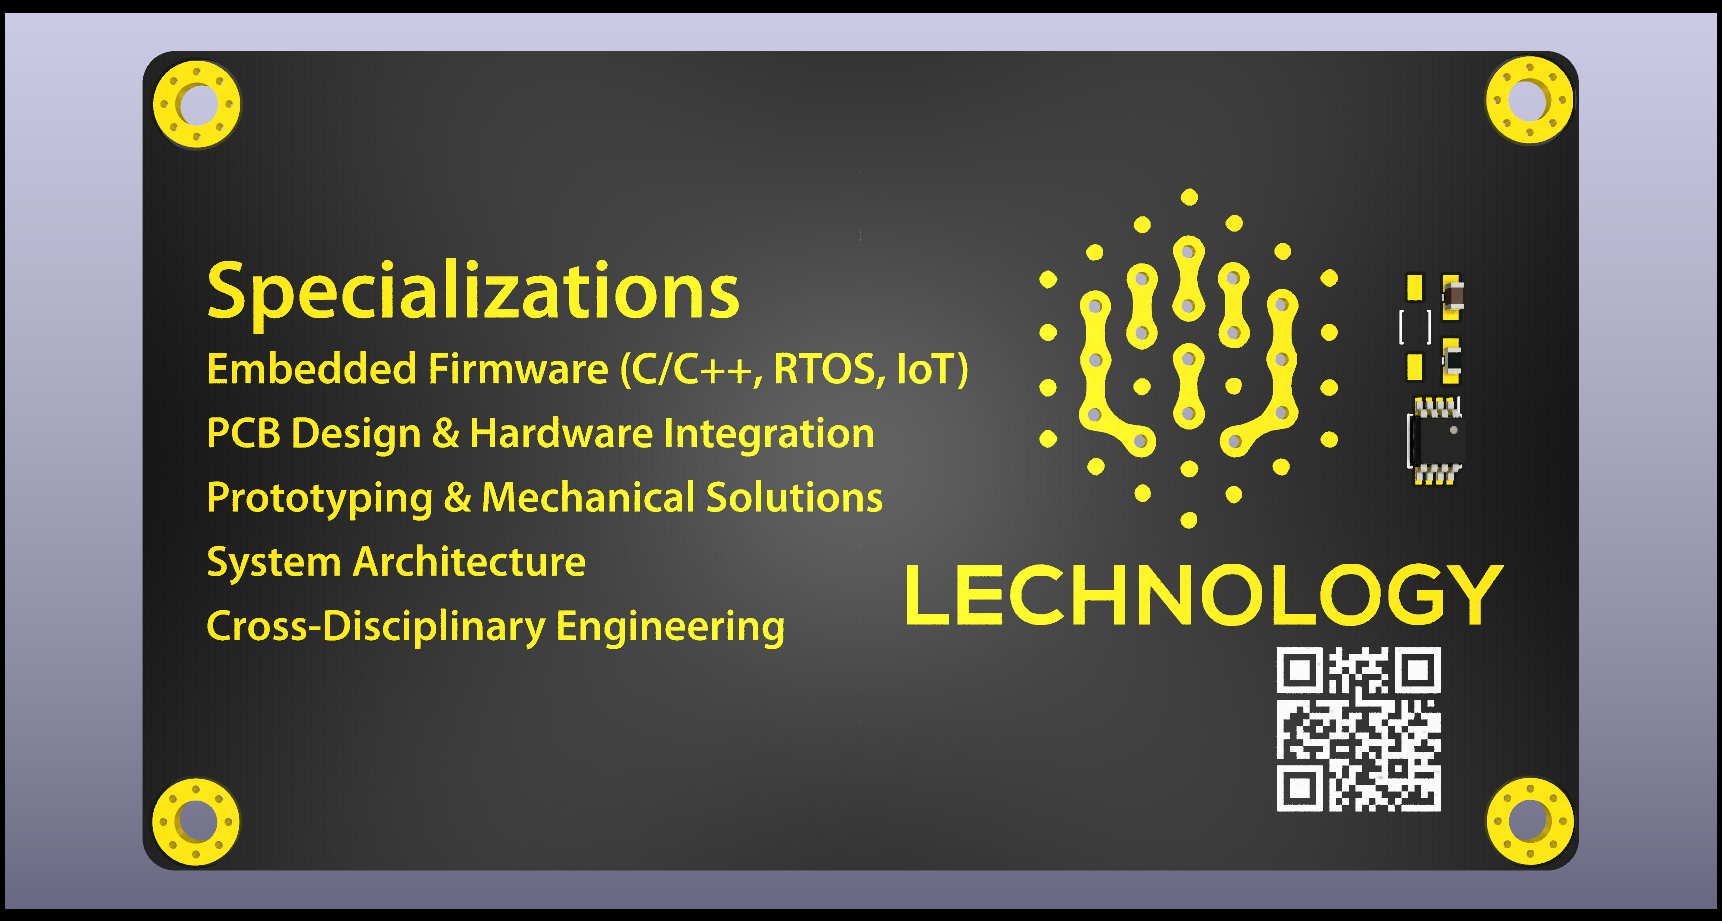 Specializations
Embedded Firmware (C/C++, RTOS, IoT)
PCB Design & Hardware Integration
Prototyping & Mechanical Solutions
System Architecture
Cross-Disciplinary Engineering
LECHNOLOGY